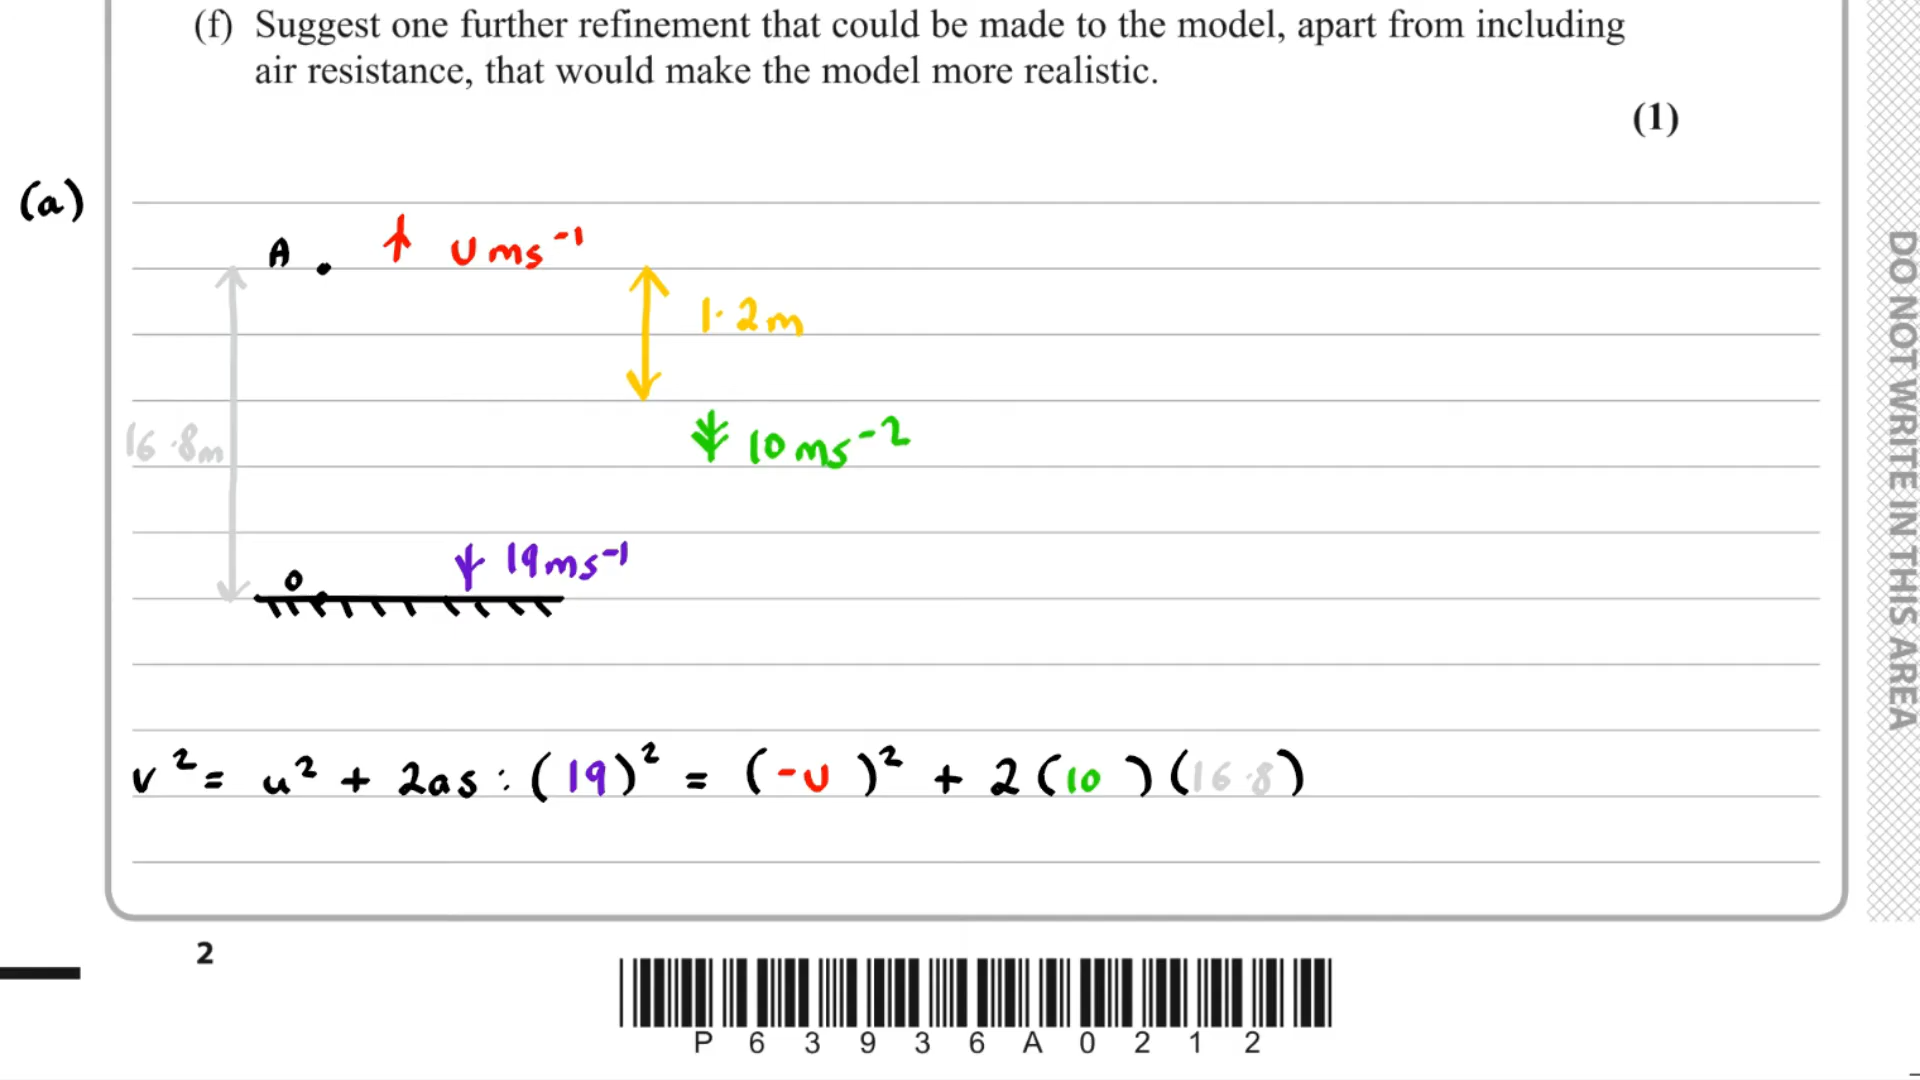 (f) Suggest one further refinement that could be made to the model, apart from including
air resistance, that would make the model more realistic.
(1)
(a)
A
U ms⁻¹
1.2m
16.8m
10 ms⁻²
O
19ms⁻¹
v² = u² + 2as : (19)² = (-U)² + 2(10)(16.8)
2
P 6 3 9 3 6 A 0 2 1 2
DO NOT WRITE IN THIS AREA